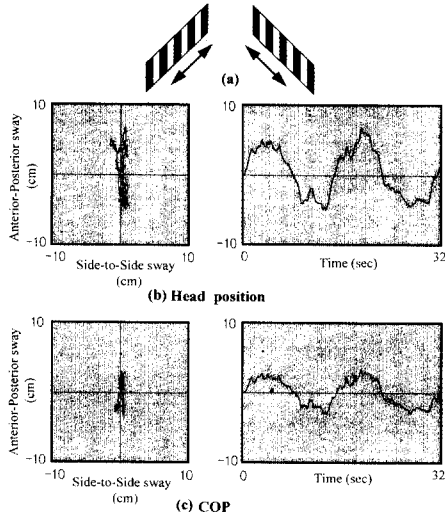 (a)
10
10
Anterior-Posterior sway
(cm)
−10
−10
10
−10
0
32
Side-to-Side sway
(cm)
Time (sec)
(b) Head position
10
10
Anterior-Posterior sway
(cm)
−10
−10
10
−10
0
32
Side-to-Side sway
(cm)
Time (sec)
(c) COP